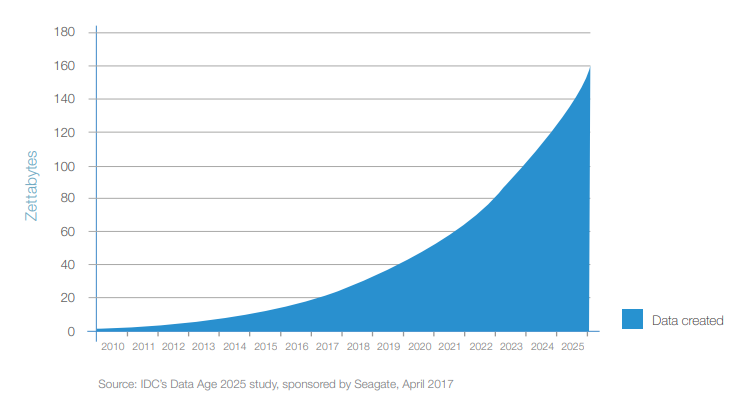 180
160
140
120
100
80
60
40
20
0
Zettabytes
2010 2011 2012 2013 2014 2015 2016 2017 2018 2019 2020 2021 2022 2023 2024 2025
Data created
Source: IDC's Data Age 2025 study, sponsored by Seagate, April 2017